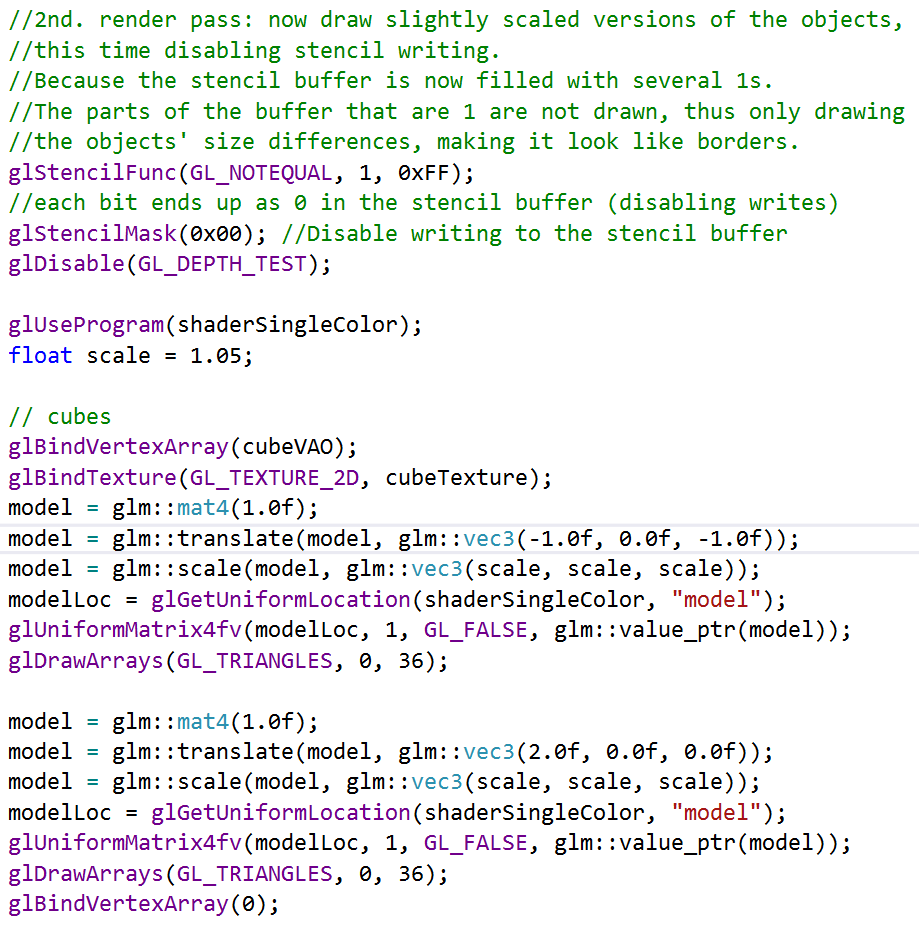 //2nd. render pass: now draw slightly scaled versions of the objects,
//this time disabling stencil writing.
//Because the stencil buffer is now filled with several 1s.
//The parts of the buffer that are 1 are not drawn, thus only drawing
//the objects' size differences, making it look like borders.
glStencilFunc(GL_NOTEQUAL, 1, 0xFF);
//each bit ends up as 0 in the stencil buffer (disabling writes)
glStencilMask(0x00); //Disable writing to the stencil buffer
glDisable(GL_DEPTH_TEST);

glUseProgram(shaderSingleColor);
float scale = 1.05;

// cubes
glBindVertexArray(cubeVAO);
glBindTexture(GL_TEXTURE_2D, cubeTexture);
model = glm::mat4(1.0f);
model = glm::translate(model, glm::vec3(-1.0f, 0.0f, -1.0f));
model = glm::scale(model, glm::vec3(scale, scale, scale));
modelLoc = glGetUniformLocation(shaderSingleColor, "model");
glUniformMatrix4fv(modelLoc, 1, GL_FALSE, glm::value_ptr(model));
glDrawArrays(GL_TRIANGLES, 0, 36);

model = glm::mat4(1.0f);
model = glm::translate(model, glm::vec3(2.0f, 0.0f, 0.0f));
model = glm::scale(model, glm::vec3(scale, scale, scale));
modelLoc = glGetUniformLocation(shaderSingleColor, "model");
glUniformMatrix4fv(modelLoc, 1, GL_FALSE, glm::value_ptr(model));
glDrawArrays(GL_TRIANGLES, 0, 36);
glBindVertexArray(0);